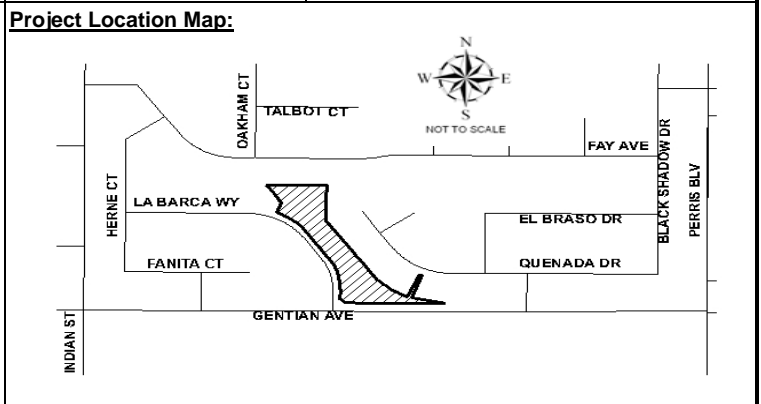 Project Location Map:
N
W E
S
NOT TO SCALE
OAKHAM CT
TALBOT CT
FAY AVE
BLACK SHADOW DR
PERRIS BLV
HERNE CT
LA BARCA WY
EL BRASO DR
FANITA CT
QUENADA DR
GENTIAN AVE
INDIAN ST